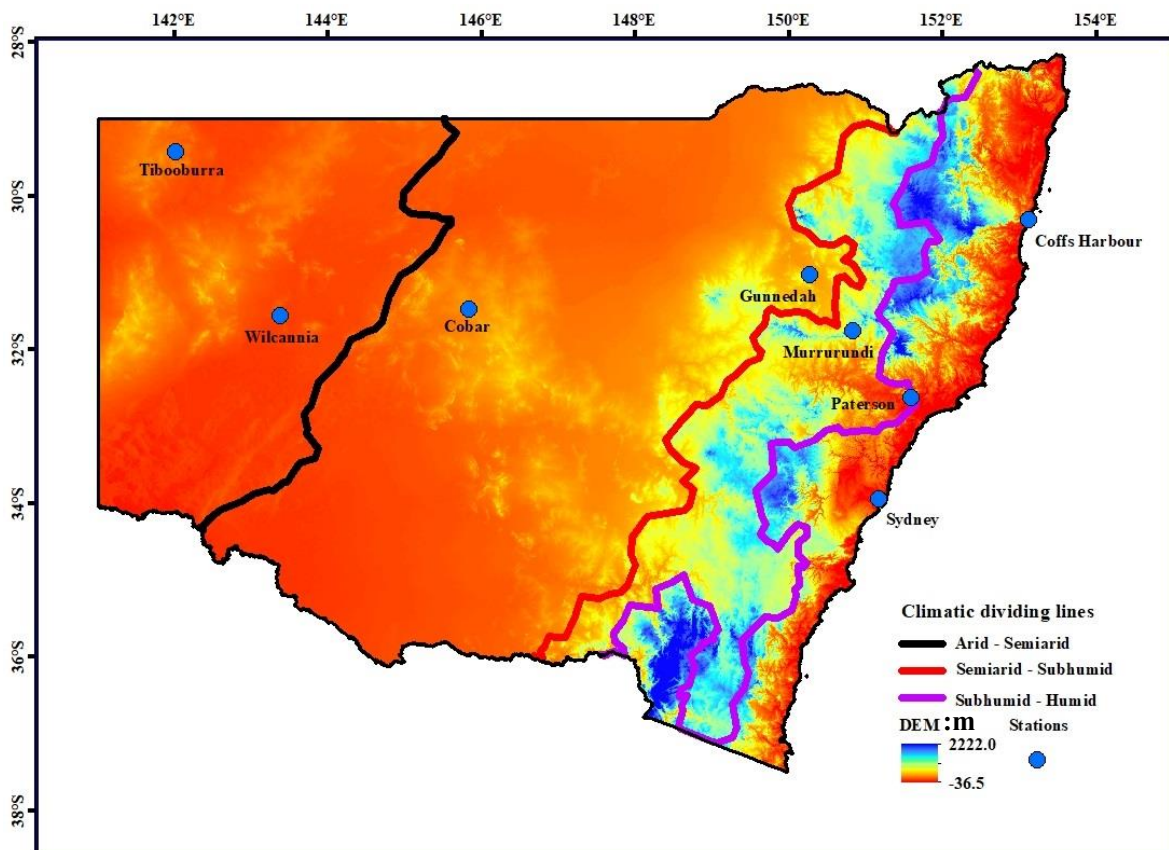 142°E 144°E 146°E 148°E 150°E 152°E 154°E
28°S
30°S
32°S
34°S
36°S
38°S
Tibooburra
Coffs Harbour
Gunnedah
Wilcannia
Cobar
Murrurundi
Paterson
Sydney
Climatic dividing lines
Arid - Semiarid
Semiarid - Subhumid
Subhumid - Humid
DEM :m Stations
2222.0
-36.5